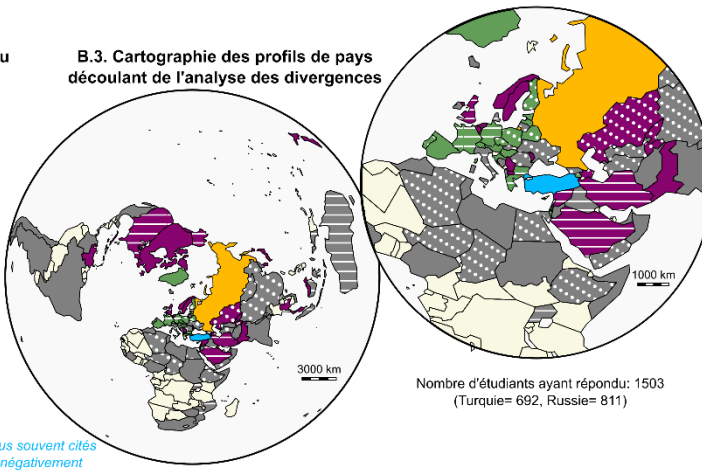 u
B.3. Cartographie des profils de pays
découlant de l'analyse des divergences
1000 km
3000 km
Nombre d'étudiants ayant répondu: 1503
(Turquie= 692, Russie= 811)
us souvent cités
négativement